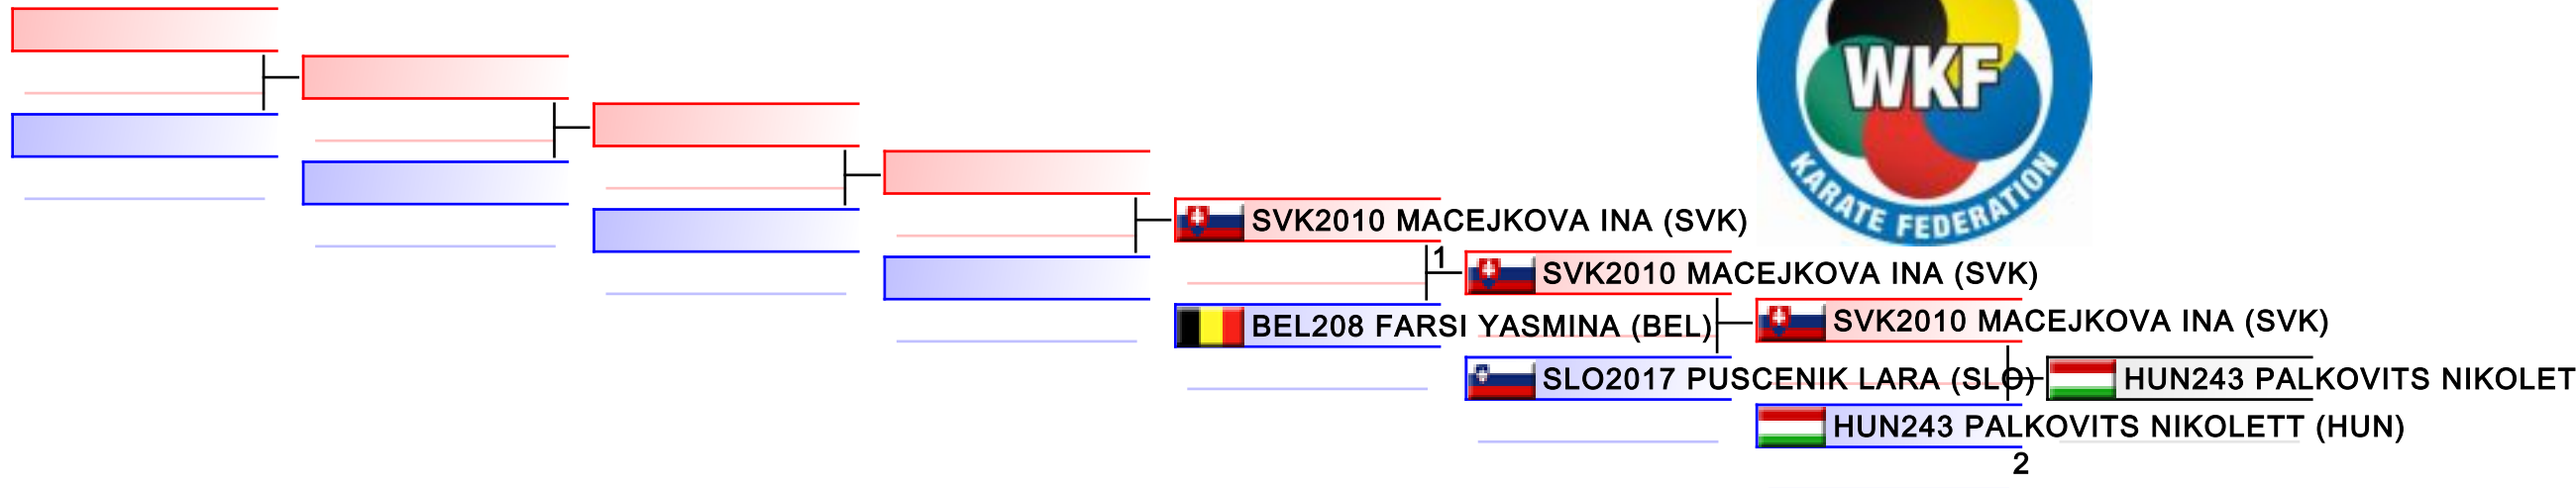 WKF
KARATE FEDERATION
SVK2010 MACEJKOVA INA (SVK)
1
SVK2010 MACEJKOVA INA (SVK)
BEL208 FARSI YASMINA (BEL)
SVK2010 MACEJKOVA INA (SVK)
SLO2017 PUSCENIK LARA (SLO)
HUN243 PALKOVITS NIKOLET
HUN243 PALKOVITS NIKOLETT (HUN)
2